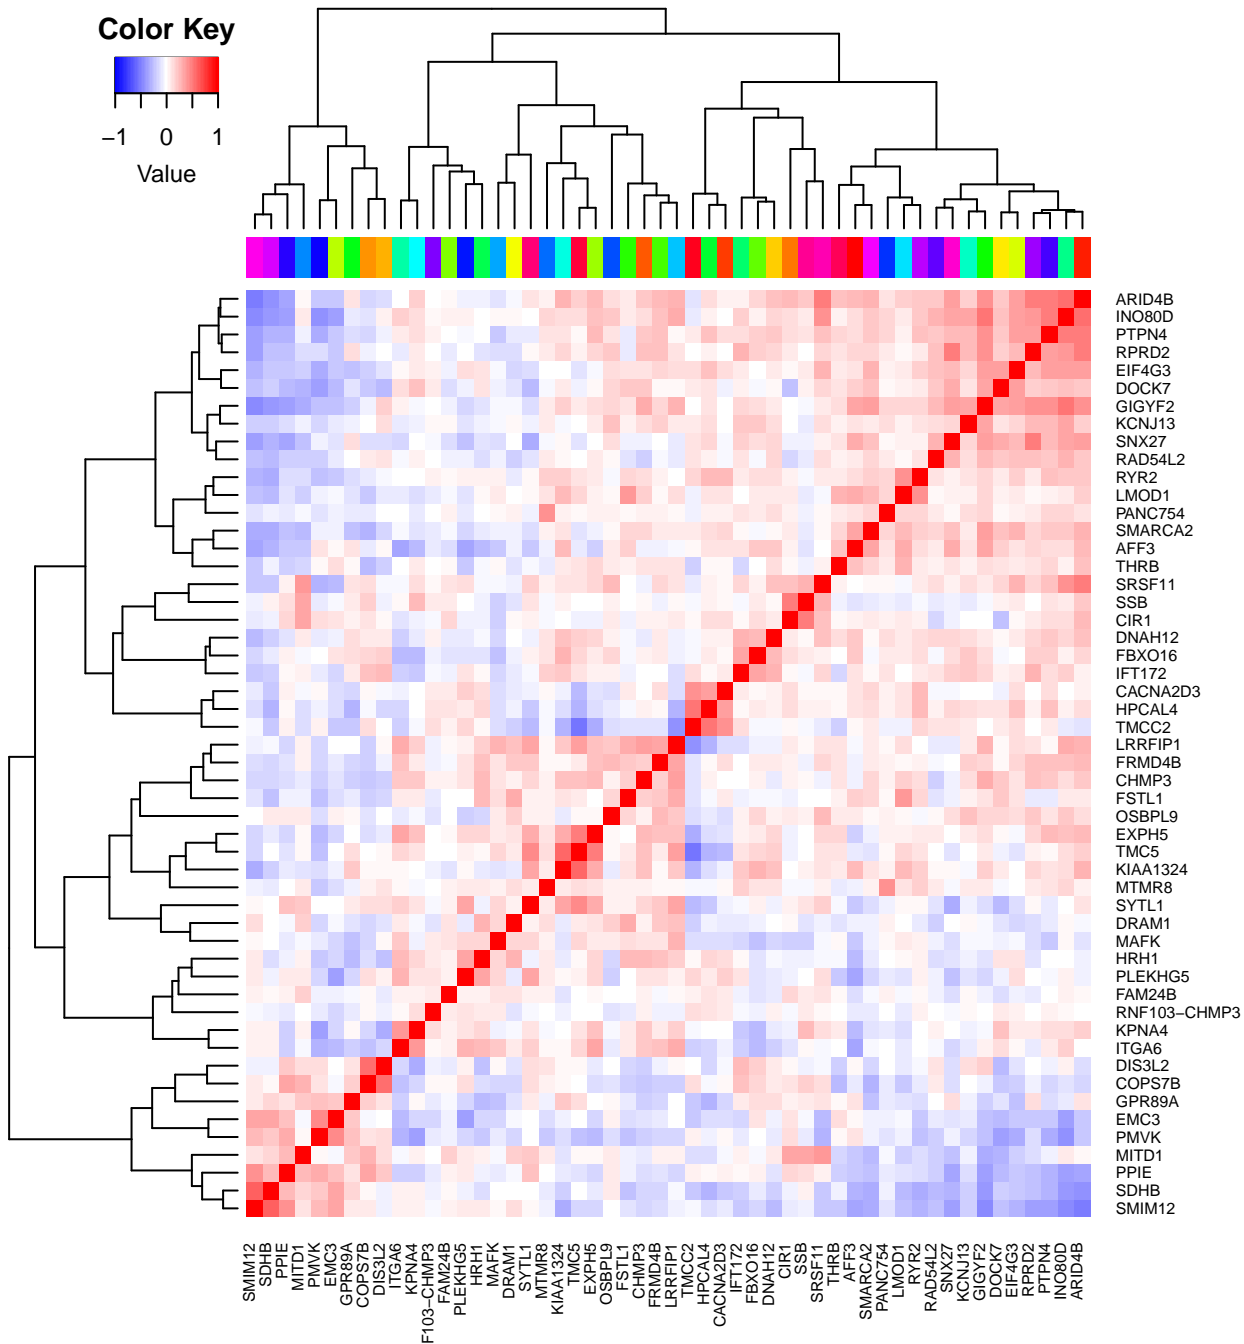 Color Key
−1 0 1
Value
ARID4B
INO80D
PTPN4
RPRD2
EIF4G3
DOCK7
GIGYF2
KCNJ13
SNX27
RAD54L2
RYR2
LMOD1
PANC754
SMARCA2
AFF3
THRB
SRSF11
SSB
CIR1
DNAH12
FBXO16
IFT172
CACNA2D3
HPCAL4
TMCC2
LRRFIP1
FRMD4B
CHMP3
FSTL1
OSBPL9
EXPH5
TMC5
KIAA1324
MTMR8
SYTL1
DRAM1
MAFK
HRH1
PLEKHG5
FAM24B
RNF103−CHMP3
KPNA4
ITGA6
DIS3L2
COPS7B
GPR89A
EMC3
PMVK
MITD1
PPIE
SDHB
SMIM12
SMIM12
SDHB
PPIE
MITD1
PMVK
EMC3
GPR89A
COPS7B
DIS3L2
ITGA6
KPNA4
F103−CHMP3
FAM24B
PLEKHG5
HRH1
MAFK
DRAM1
SYTL1
MTMR8
KIAA1324
TMC5
EXPH5
OSBPL9
FSTL1
CHMP3
FRMD4B
LRRFIP1
TMCC2
HPCAL4
CACNA2D3
IFT172
FBXO16
DNAH12
CIR1
SSB
SRSF11
THRB
AFF3
SMARCA2
PANC754
LMOD1
RYR2
RAD54L2
SNX27
KCNJ13
GIGYF2
DOCK7
EIF4G3
RPRD2
PTPN4
INO80D
ARID4B